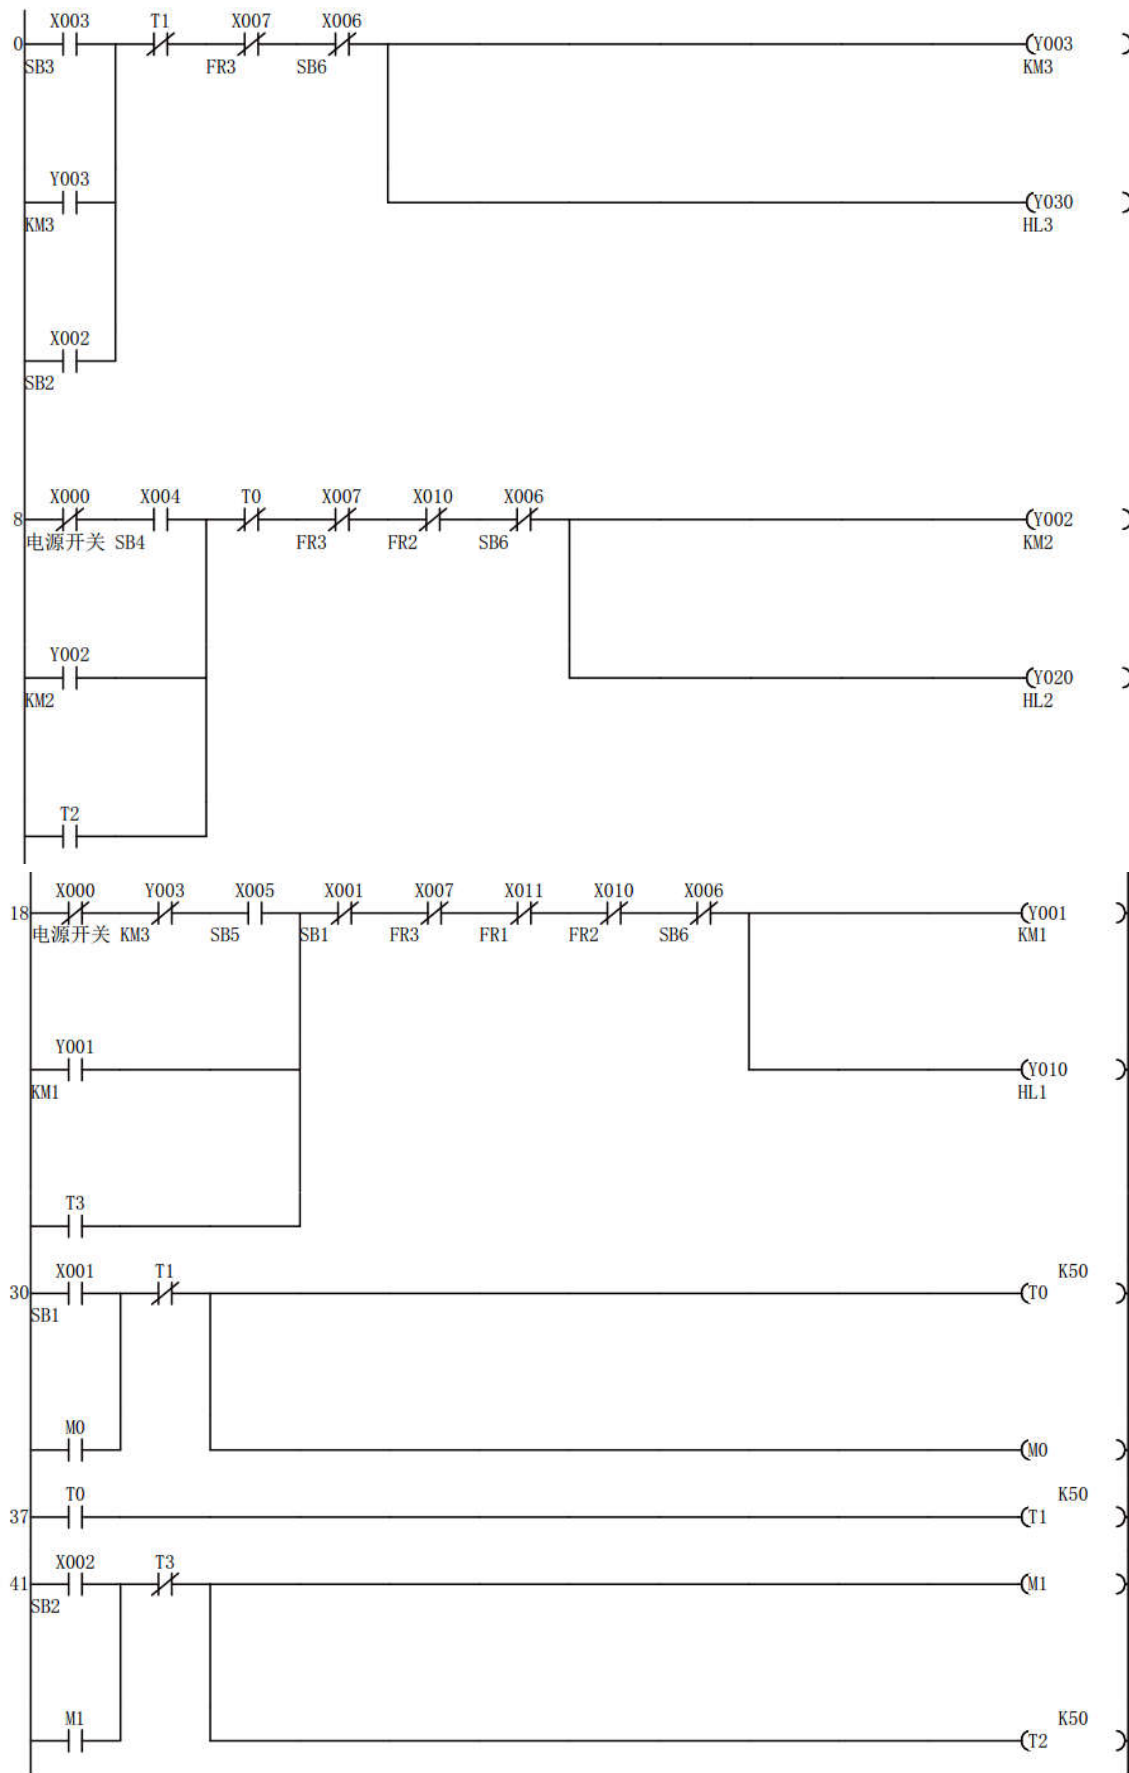 X003 T1 X007 X006
0 (Y003 )
SB3 FR3 SB6 KM3
Y003
(Y030 )
KM3 HL3
X002
SB2
X000 X004 T0 X007 X010 X006
8 (Y002 )
电源开关 SB4 FR3 FR2 SB6 KM2
Y002
(Y020 )
KM2 HL2
T2
X000 Y003 X005 X001 X007 X011 X010 X006
18 (Y001 )
电源开关 KM3 SB5 SB1 FR3 FR1 FR2 SB6 KM1
Y001
(Y010 )
KM1 HL1
T3
X001 T1 K50
30 (T0 )
SB1
M0
(M0 )
T0 K50
37 (T1 )
X002 T3
41 (M1 )
SB2
M1 K50
(T2 )